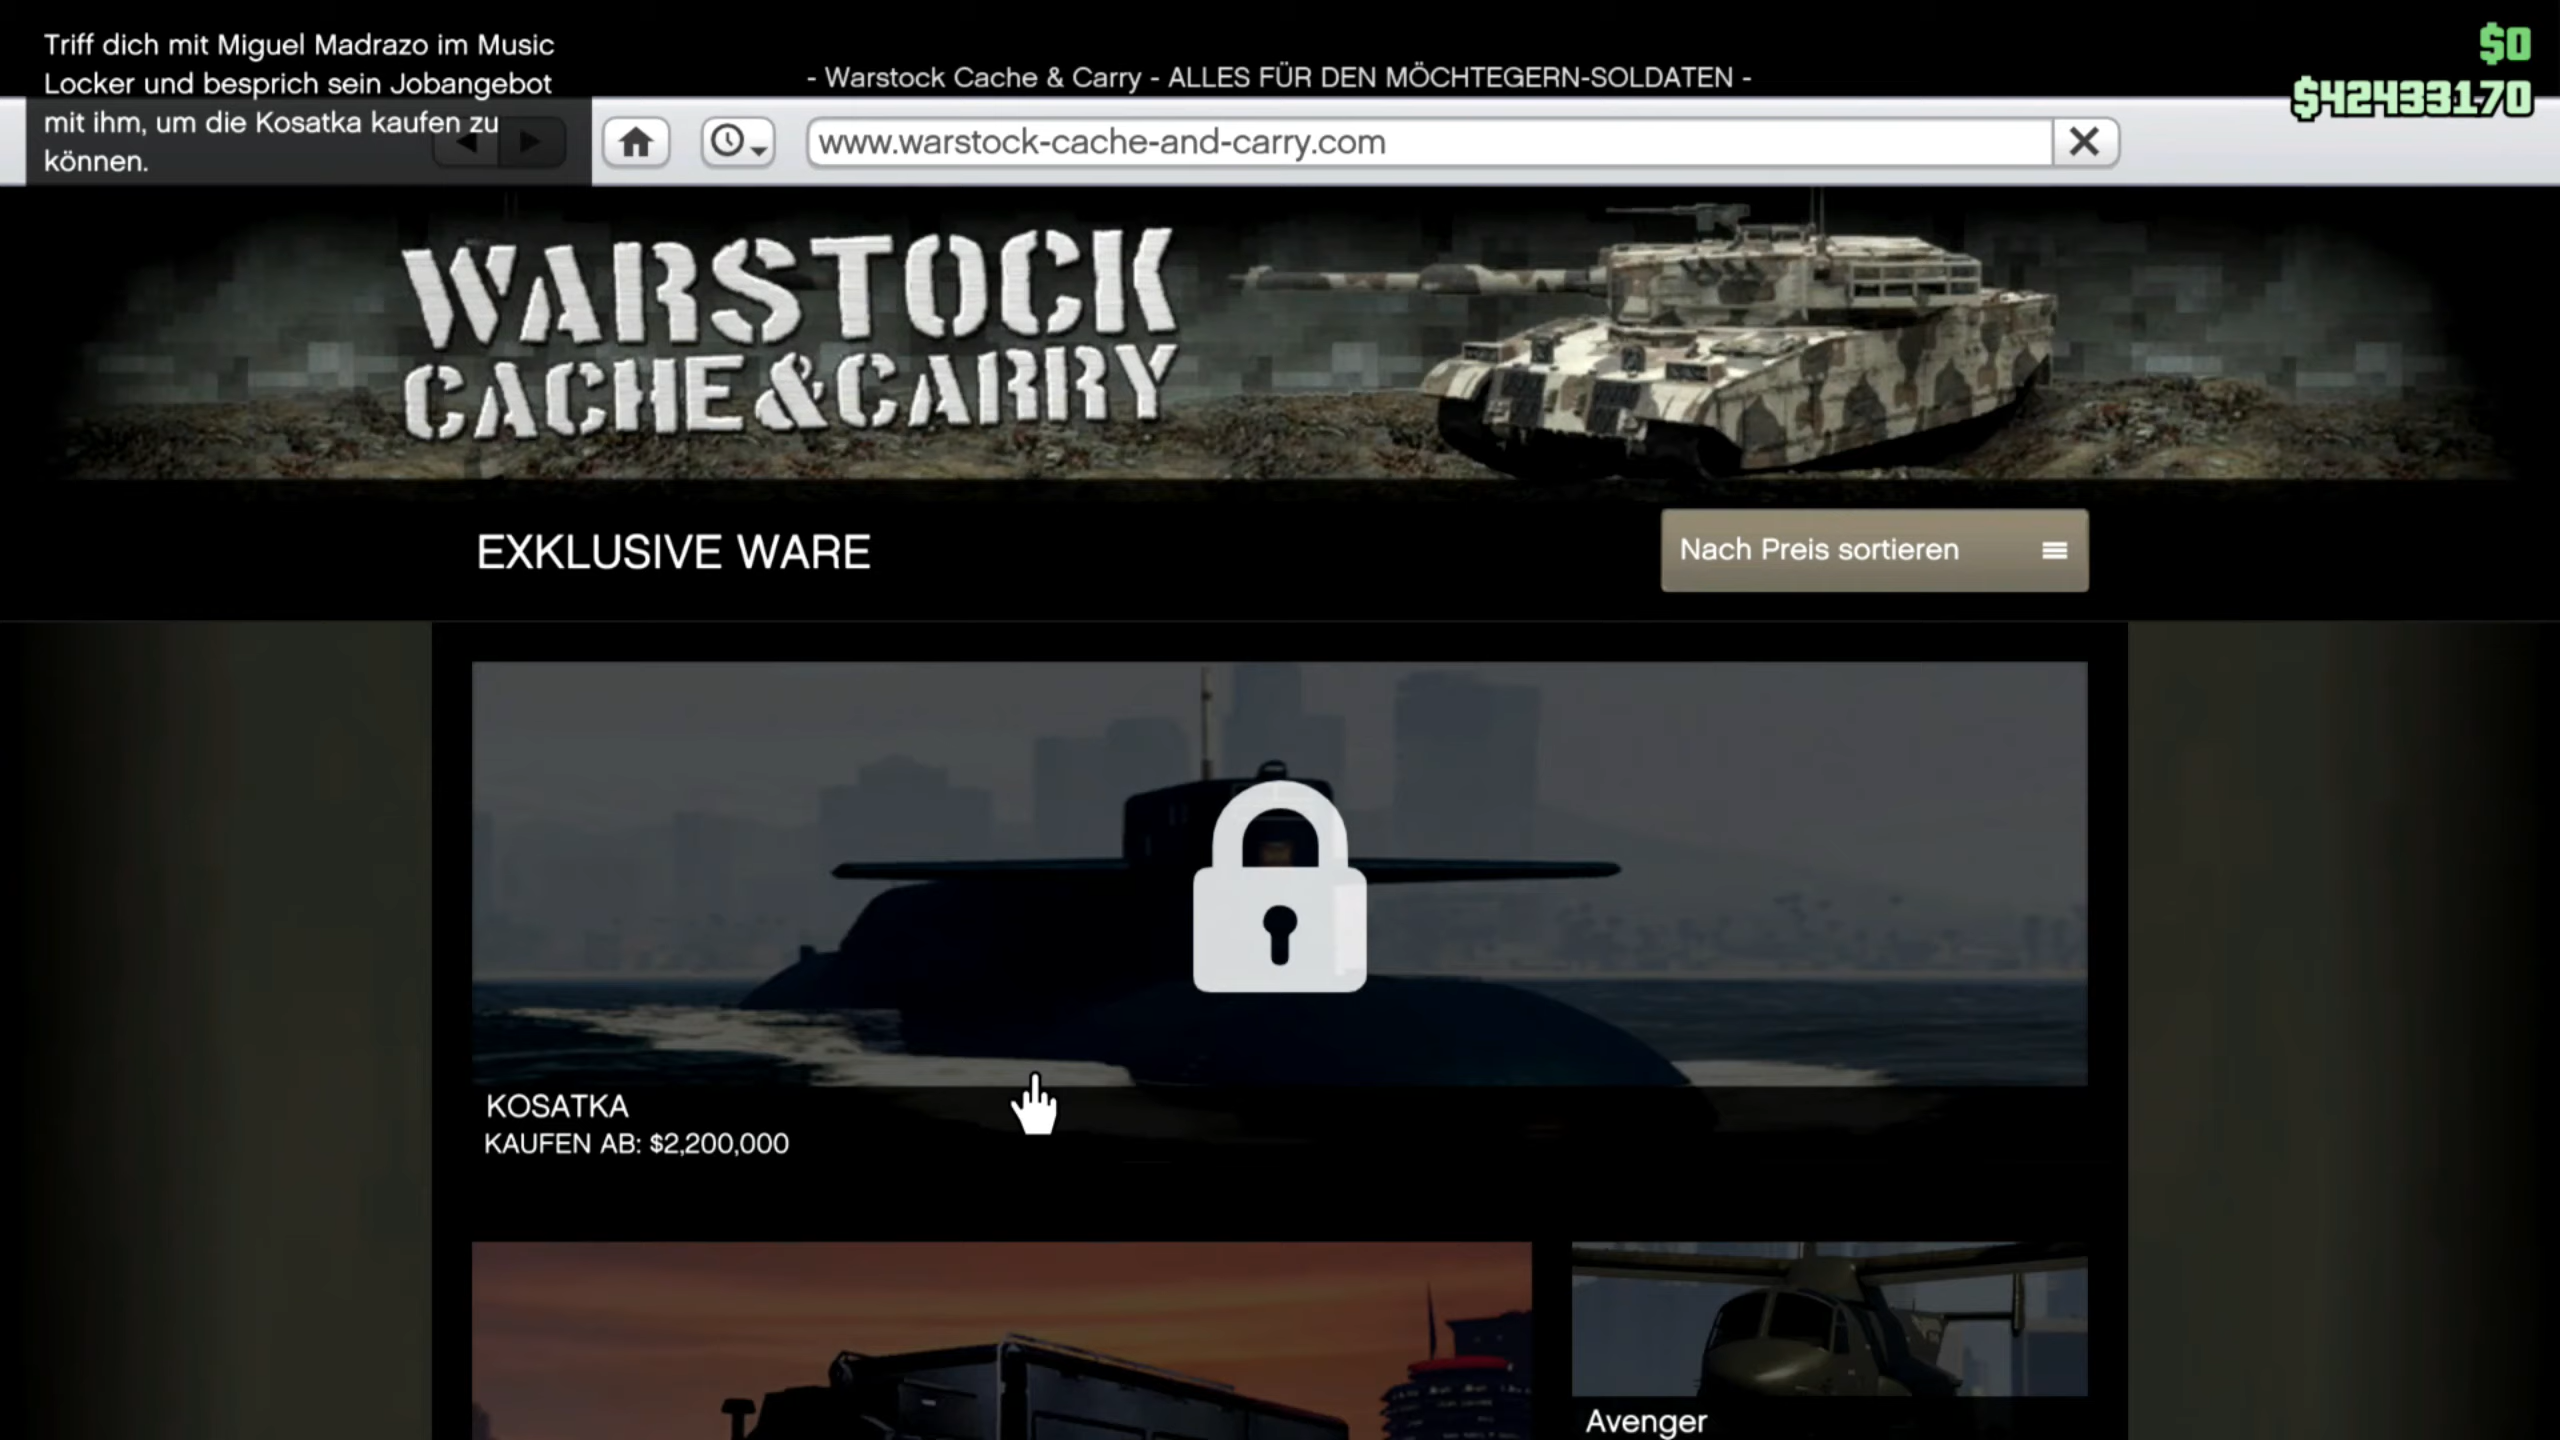 Triff dich mit Miguel Madrazo im Music
Locker und besprich sein Jobangebot
mit ihm, um die Kosatka kaufen zu
können.
- Warstock Cache & Carry - ALLES FÜR DEN MÖCHTEGERN-SOLDATEN -
$0
$42433170
www.warstock-cache-and-carry.com
WARSTOCK
CACHE&CARRY
EXKLUSIVE WARE
Nach Preis sortieren
KOSATKA
KAUFEN AB: $2,200,000
Avenger